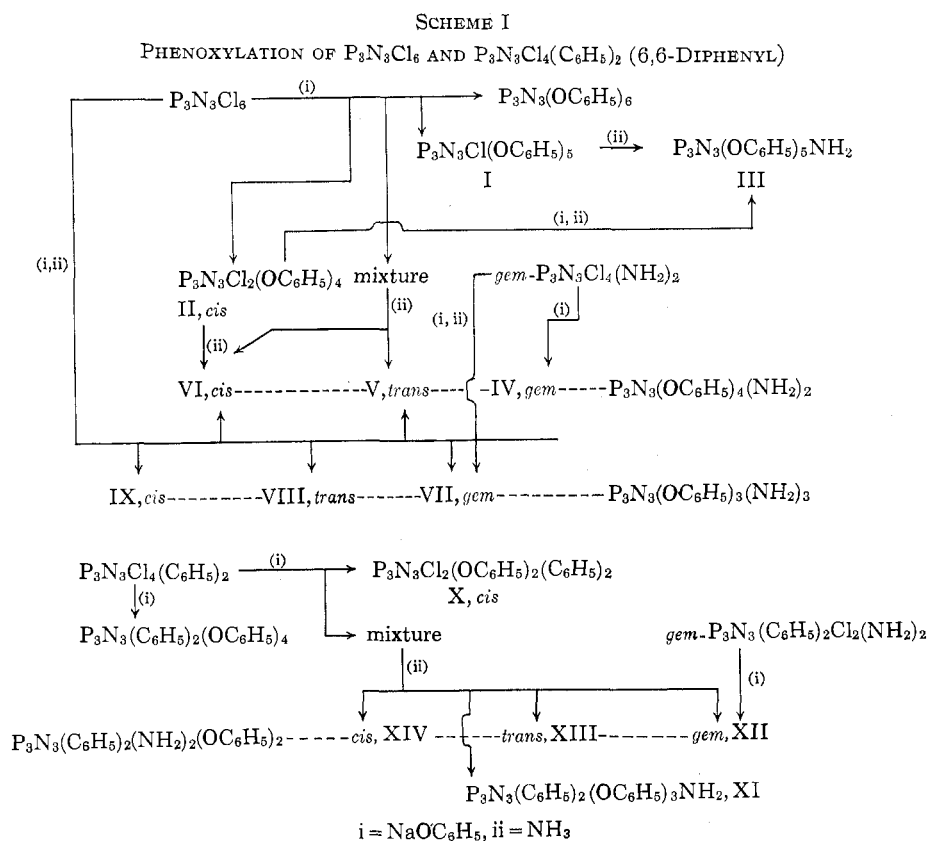 SCHEME I
PHENOXYLATION OF P₃N₃Cl₆ AND P₃N₃Cl₄(C₆H₅)₂ (6,6-DIPHENYL)
P₃N₃Cl₆ (i) P₃N₃(OC₆H₅)₆
P₃N₃Cl(OC₆H₅)₅ (ii) P₃N₃(OC₆H₅)₅NH₂
I III
(i, ii)
(i,ii)
P₃N₃Cl₂(OC₆H₅)₄ mixture gem-P₃N₃Cl₄(NH₂)₂
II, cis (ii) (i, ii) (i)
(ii)
VI, cis V, trans IV, gem P₃N₃(OC₆H₅)₄(NH₂)₂
IX, cis VIII, trans VII, gem P₃N₃(OC₆H₅)₃(NH₂)₃
P₃N₃Cl₄(C₆H₅)₂ (i) P₃N₃Cl₂(OC₆H₅)₂(C₆H₅)₂
(i) X, cis
P₃N₃(C₆H₅)₂(OC₆H₅)₄ mixture gem-P₃N₃(C₆H₅)₂Cl₂(NH₂)₂
(ii) (i)
P₃N₃(C₆H₅)₂(NH₂)₂(OC₆H₅)₂ cis, XIV trans, XIII gem, XII
P₃N₃(C₆H₅)₂(OC₆H₅)₃NH₂, XI
i = NaOC₆H₅, ii = NH₃